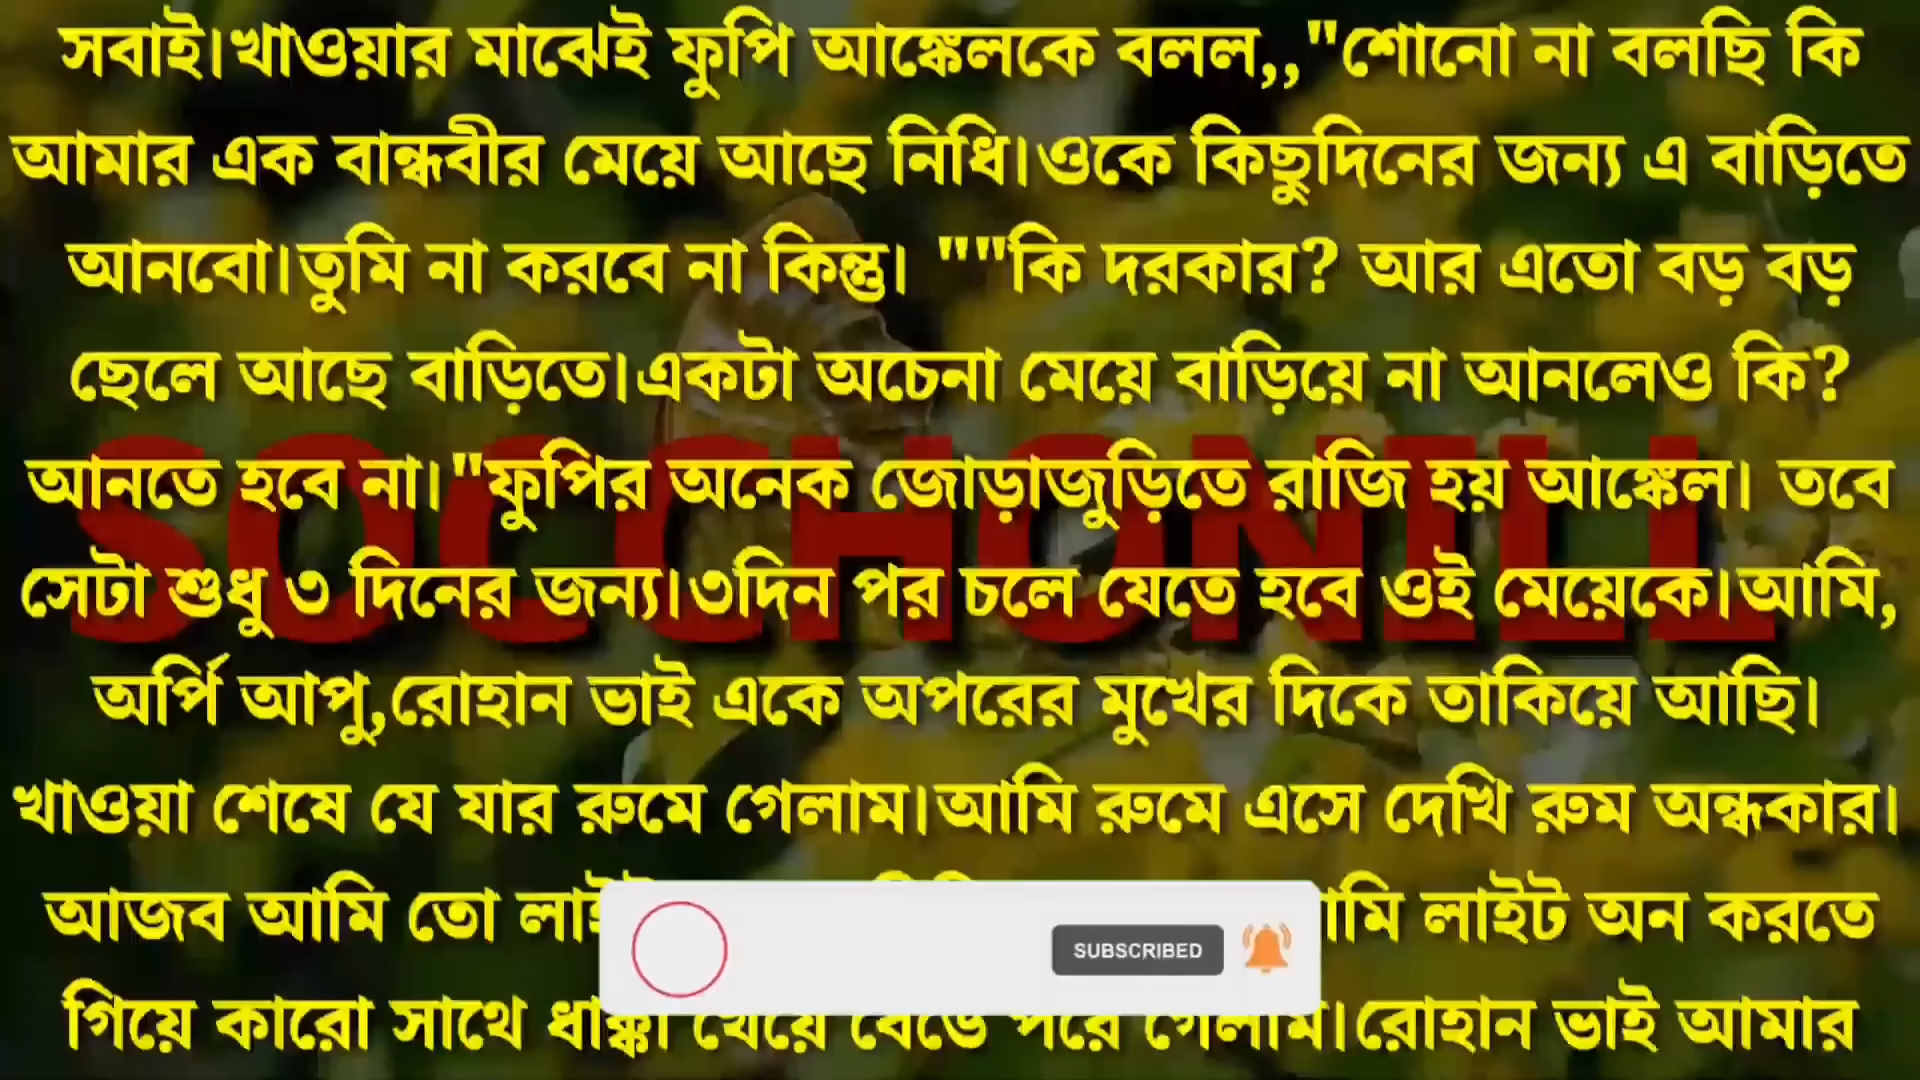 সবাই।খাওয়ার মাঝেই ফুপি আঙ্কেলকে বলল,,"শোনো না বলছি কি
আমার এক বান্ধবীর মেয়ে আছে নিধি।ওকে কিছুদিনের জন্য এ বাড়িতে
আনবো।তুমি না করবে না কিন্তু। ""কি দরকার? আর এতো বড় বড়
ছেলে আছে বাড়িতে।একটা অচেনা মেয়ে বাড়িয়ে না আনলেও কি?
আনতে হবে না।"ফুপির অনেক জোড়াজুড়িতে রাজি হয় আঙ্কেল। তবে
SOCCHONILL
সেটা শুধু ৩ দিনের জন্য।৩দিন পর চলে যেতে হবে ওই মেয়েকে।আমি,
অর্পি আপু,রোহান ভাই একে অপরের মুখের দিকে তাকিয়ে আছি।
খাওয়া শেষে যে যার রুমে গেলাম।আমি রুমে এসে দেখি রুম অন্ধকার।
আজব আমি তো লাইট অন করতে
SUBSCRIBED
গিয়ে কারো সাথে ধাক্কা খেয়ে বেডে পরে গেলাম।রোহান ভাই আমার